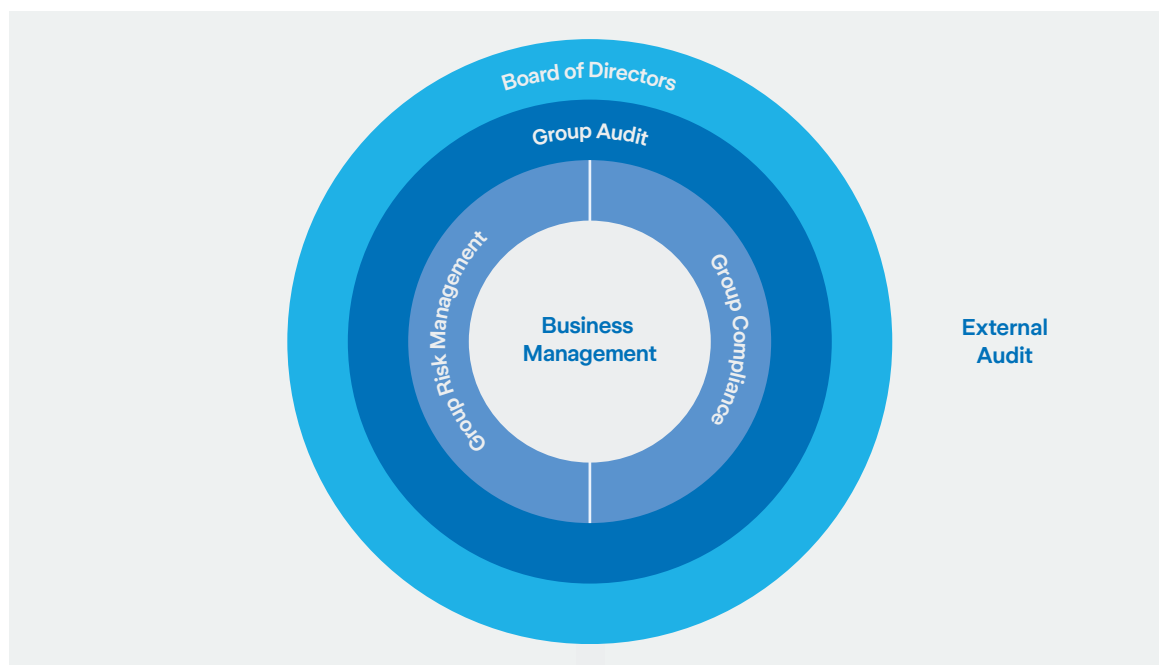 Board of Directors
Group Audit
Group Risk Management
Group Compliance
Business
Management
External
Audit